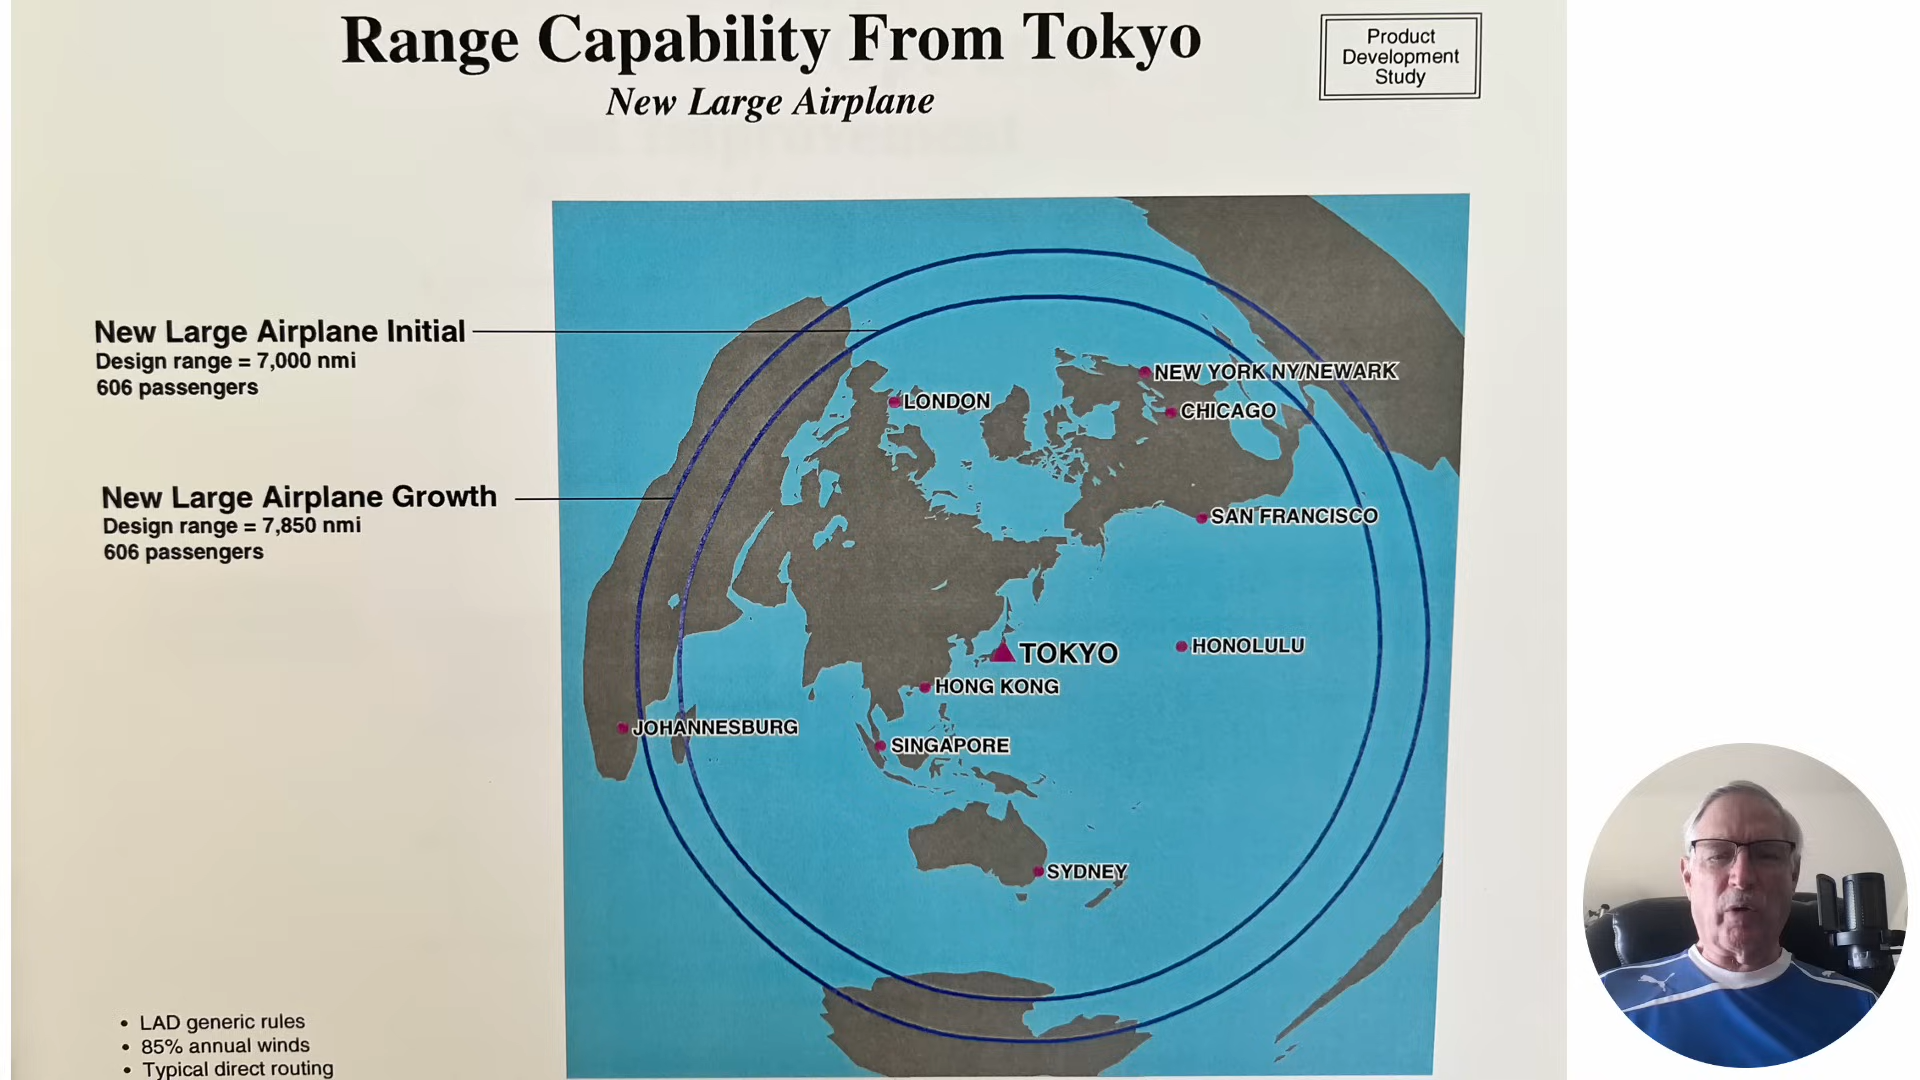 Range Capability From Tokyo
New Large Airplane
Product
Development
Study
New Large Airplane Initial
Design range = 7,000 nmi
606 passengers
New Large Airplane Growth
Design range = 7,850 nmi
606 passengers
NEW YORK NY/NEWARK
LONDON
CHICAGO
SAN FRANCISCO
TOKYO
HONOLULU
HONG KONG
JOHANNESBURG
SINGAPORE
SYDNEY
• LAD generic rules
• 85% annual winds
• Typical direct routing